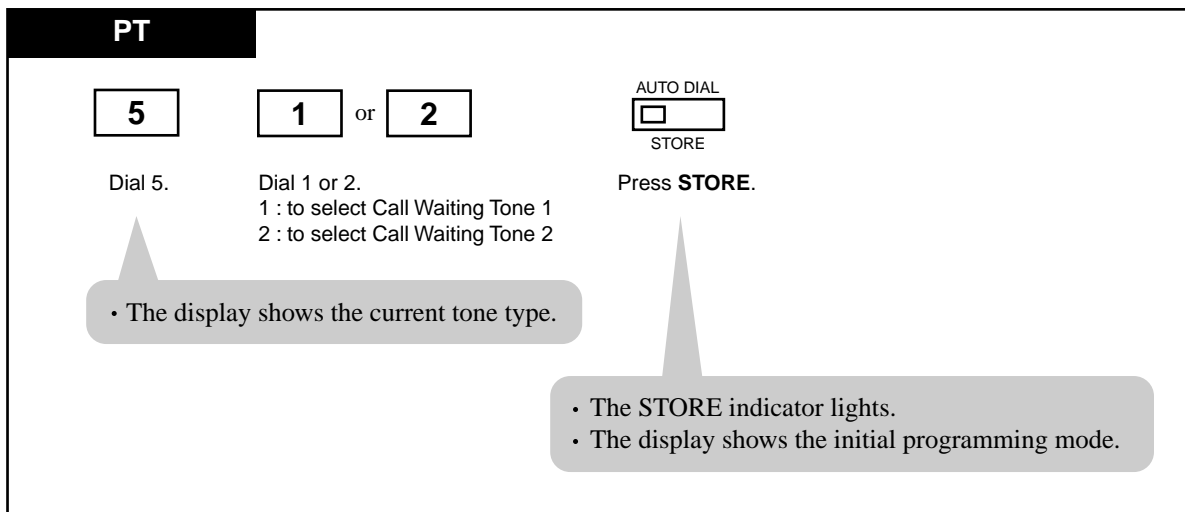 PT
5 1 or 2
AUTO DIAL
STORE
Dial 5.
Dial 1 or 2.
1 : to select Call Waiting Tone 1
2 : to select Call Waiting Tone 2
Press STORE.
· The display shows the current tone type.
· The STORE indicator lights.
· The display shows the initial programming mode.